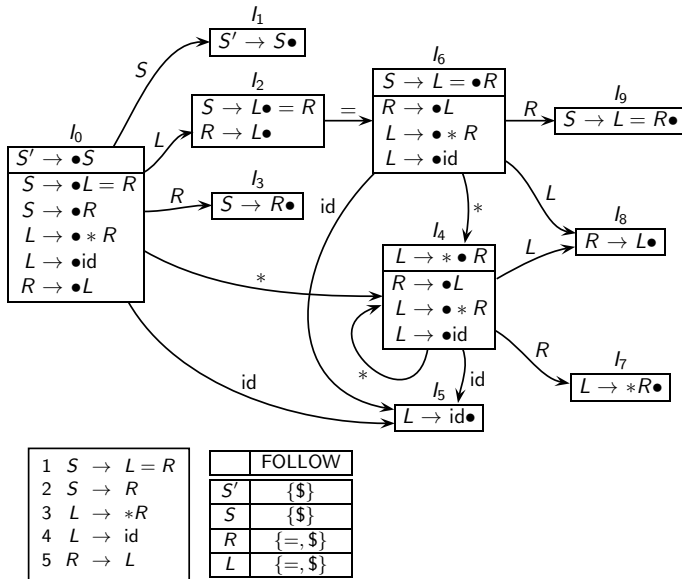 I₁
S′ → S●
S
I₆
S → L = ●R
R → ●L
L → ● * R
L → ●id
I₂
S → L● = R
R → L●
=
R
I₉
S → L = R●
L
I₀
S′ → ●S
S → ●L = R
S → ●R
L → ● * R
L → ●id
R → ●L
R
I₃
S → R●
id
*
L
I₈
R → L●
I₄
L → * ● R
R → ●L
L → ● * R
L → ●id
L
*
*
R
I₇
L → *R●
id
id
I₅
L → id●
1 S → L = R
2 S → R
3 L → *R
4 L → id
5 R → L
FOLLOW
S′ {$}
S {$}
R {=, $}
L {=, $}